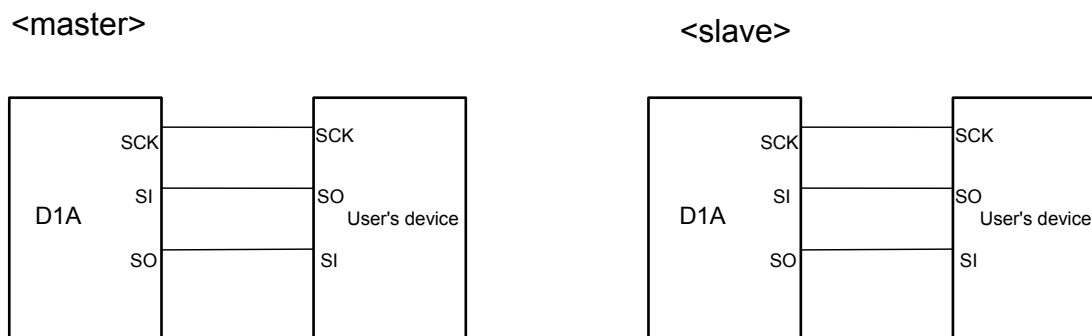 <master>
SCK
SI
D1A
SO
SCK
SO
User's device
SI
<slave>
SCK
SI
D1A
SO
SCK
SO
User's device
SI